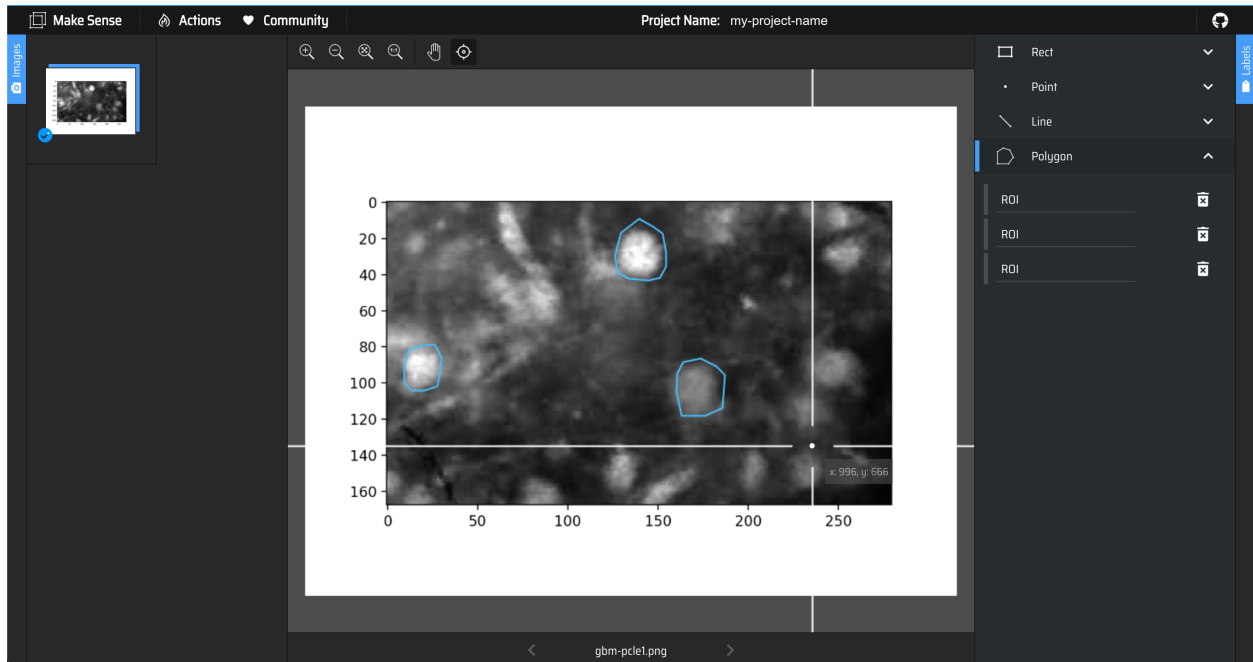 Make Sense Actions Community Project Name: my-project-name
Images
Labels
Rect
Point
Line
Polygon
ROI
ROI
ROI
0
20
40
60
80
100
120
140
160
0 50 100 150 200 250
x: 996, y: 666
gbm-pcle1.png